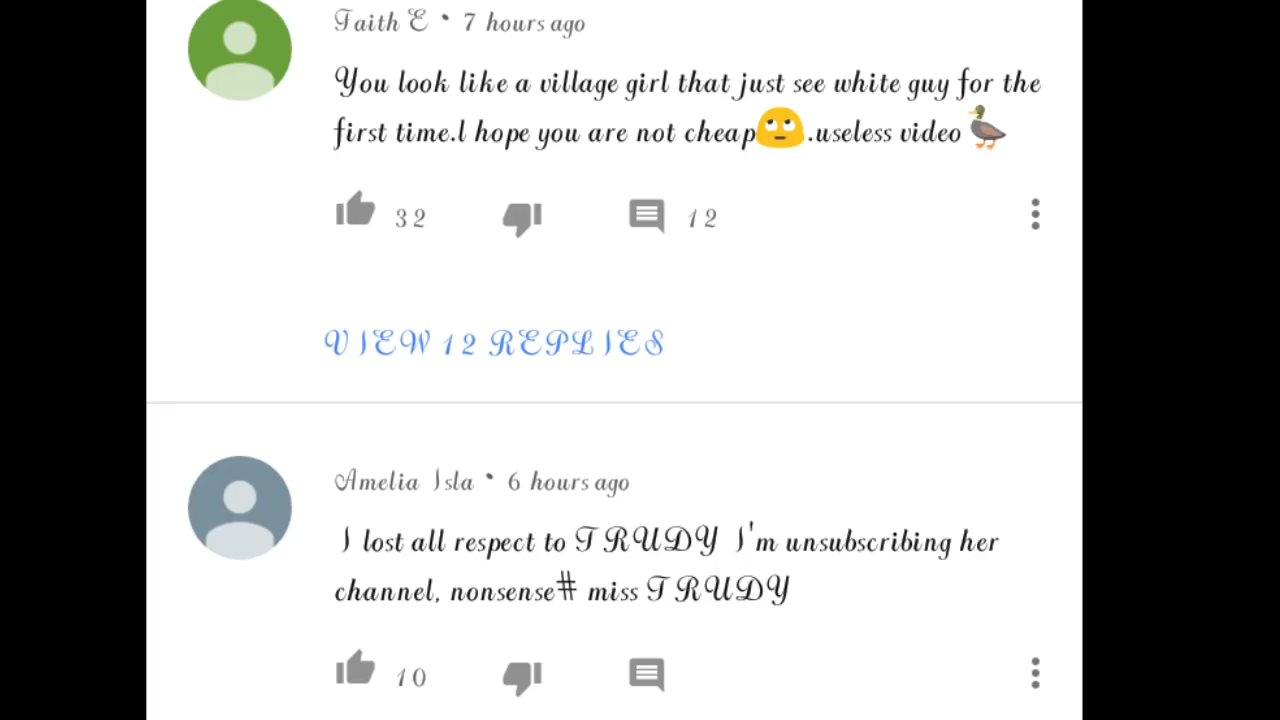 Faith E • 7 hours ago
You look like a village girl that just see white guy for the
first time.l hope you are not cheap🙄.useless video🦆
32 12
VIEW 12 REPLIES
Amelia Isla • 6 hours ago
I lost all respect to TRUDY I'm unsubscribing her
channel, nonsense# miss TRUDY
10